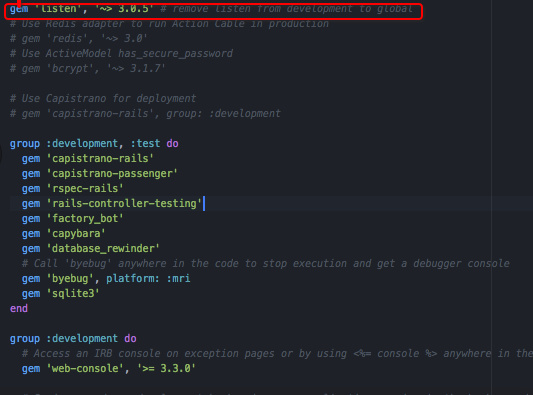 gem 'listen', '~> 3.0.5' # remove listen from development to global
# Use Redis adapter to run Action Cable in production
# gem 'redis', '~> 3.0'
# Use ActiveModel has_secure_password
# gem 'bcrypt', '~> 3.1.7'
# Use Capistrano for deployment
# gem 'capistrano-rails', group: :development
group :development, :test do
gem 'capistrano-rails'
gem 'capistrano-passenger'
gem 'rspec-rails'
gem 'rails-controller-testing'
gem 'factory_bot'
gem 'capybara'
gem 'database_rewinder'
# Call 'byebug' anywhere in the code to stop execution and get a debugger console
gem 'byebug', platform: :mri
gem 'sqlite3'
end
group :development do
# Access an IRB console on exception pages or by using <%= console %> anywhere in the
gem 'web-console', '>= 3.3.0'